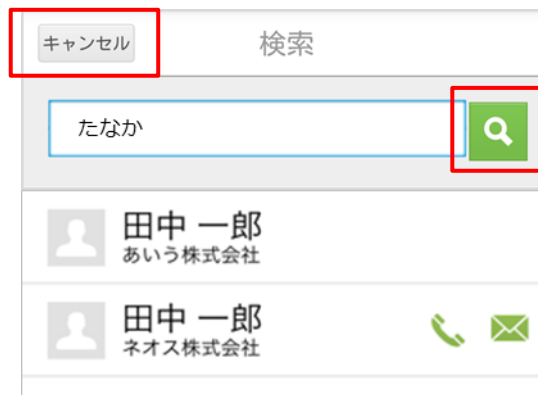 キャンセル 検索
たなか
田中 一郎
あいう株式会社
田中 一郎
ネオス株式会社